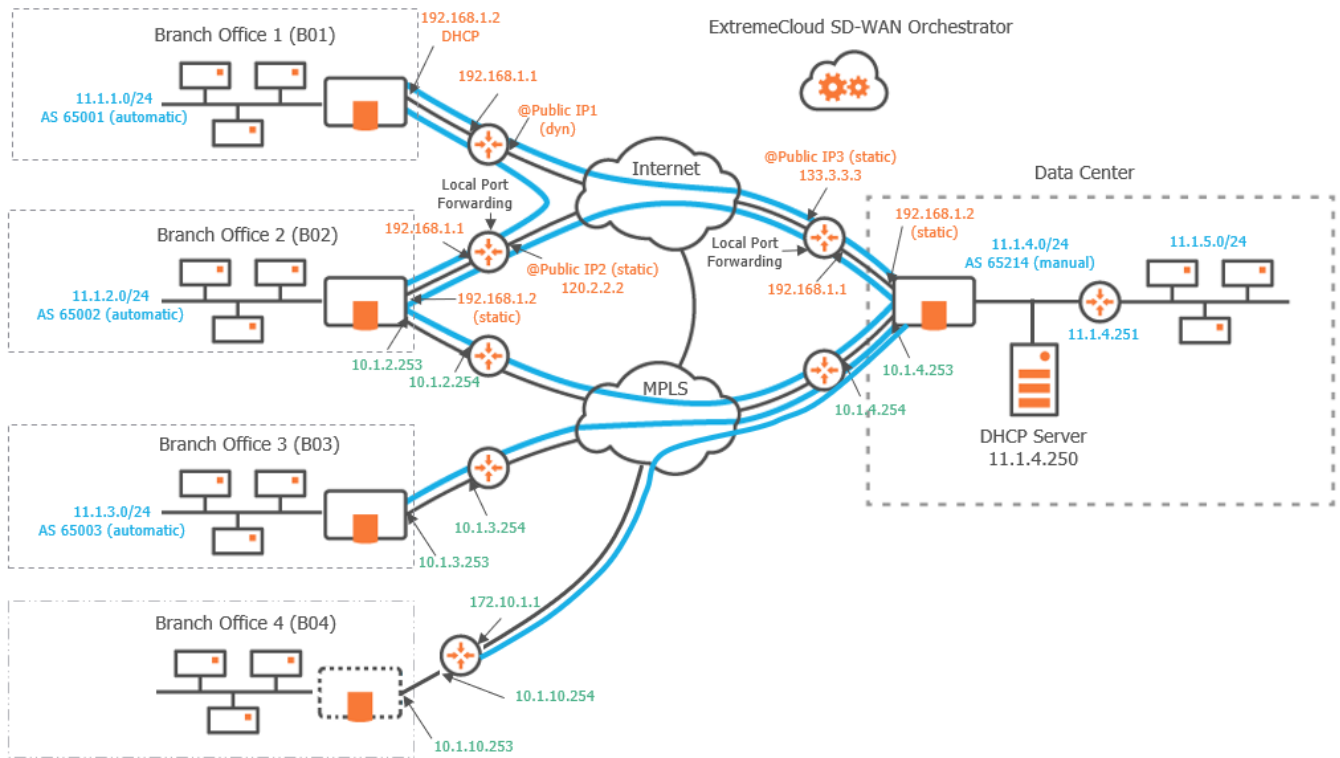 ExtremeCloud SD-WAN Orchestrator
Branch Office 1 (B01)
192.168.1.2
DHCP
11.1.1.0/24
AS 65001 (automatic)
192.168.1.1
@Public IP1
(dyn)
Internet
@Public IP3 (static)
133.3.3.3
Local Port
Forwarding
Branch Office 2 (B02)
11.1.2.0/24
AS 65002 (automatic)
192.168.1.1
@Public IP2 (static)
120.2.2.2
192.168.1.2
(static)
10.1.2.253
10.1.2.254
Local Port
Forwarding
192.168.1.1
Data Center
192.168.1.2
(static)
11.1.4.0/24
AS 65214 (manual)
11.1.5.0/24
11.1.4.251
10.1.4.253
10.1.4.254
DHCP Server
11.1.4.250
MPLS
Branch Office 3 (B03)
11.1.3.0/24
AS 65003 (automatic)
10.1.3.254
10.1.3.253
Branch Office 4 (B04)
172.10.1.1
10.1.10.254
10.1.10.253